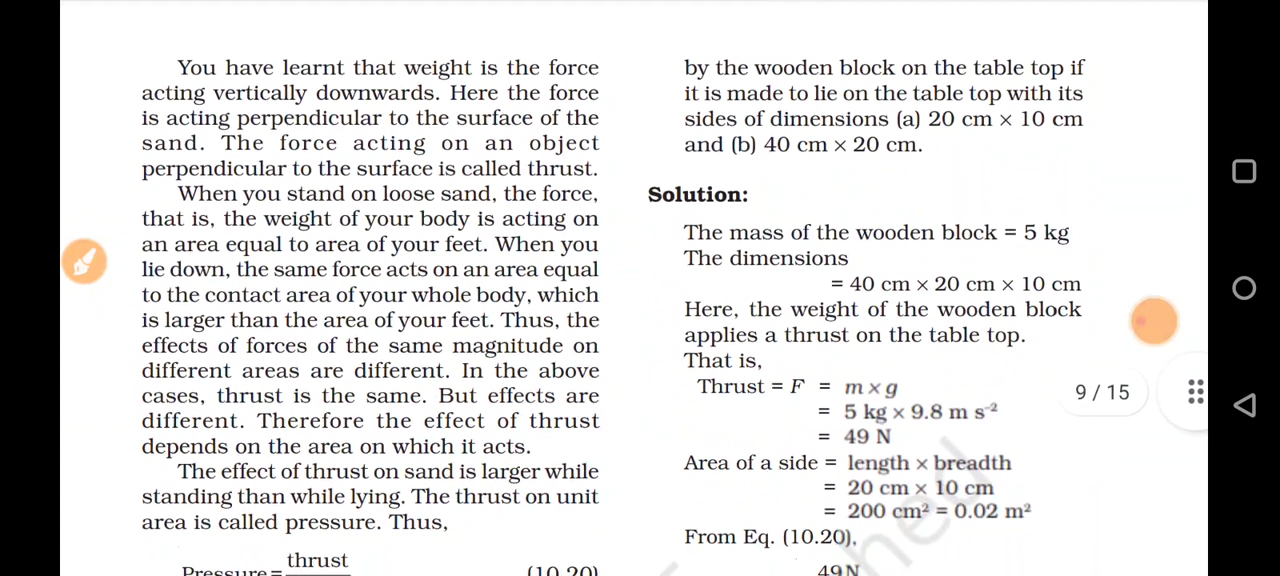 You have learnt that weight is the force
acting vertically downwards. Here the force
is acting perpendicular to the surface of the
sand. The force acting on an object
perpendicular to the surface is called thrust.
When you stand on loose sand, the force,
that is, the weight of your body is acting on
an area equal to area of your feet. When you
lie down, the same force acts on an area equal
to the contact area of your whole body, which
is larger than the area of your feet. Thus, the
effects of forces of the same magnitude on
different areas are different. In the above
cases, thrust is the same. But effects are
different. Therefore the effect of thrust
depends on the area on which it acts.
The effect of thrust on sand is larger while
standing than while lying. The thrust on unit
area is called pressure. Thus,
thrust
Pressure =
(10.20)
by the wooden block on the table top if
it is made to lie on the table top with its
sides of dimensions (a) 20 cm × 10 cm
and (b) 40 cm × 20 cm.
Solution:
The mass of the wooden block = 5 kg
The dimensions
= 40 cm × 20 cm × 10 cm
Here, the weight of the wooden block
applies a thrust on the table top.
That is,
Thrust = F = m × g
= 5 kg × 9.8 m s⁻²
= 49 N
Area of a side = length × breadth
= 20 cm × 10 cm
= 200 cm² = 0.02 m²
From Eq. (10.20),
49 N
9 / 15